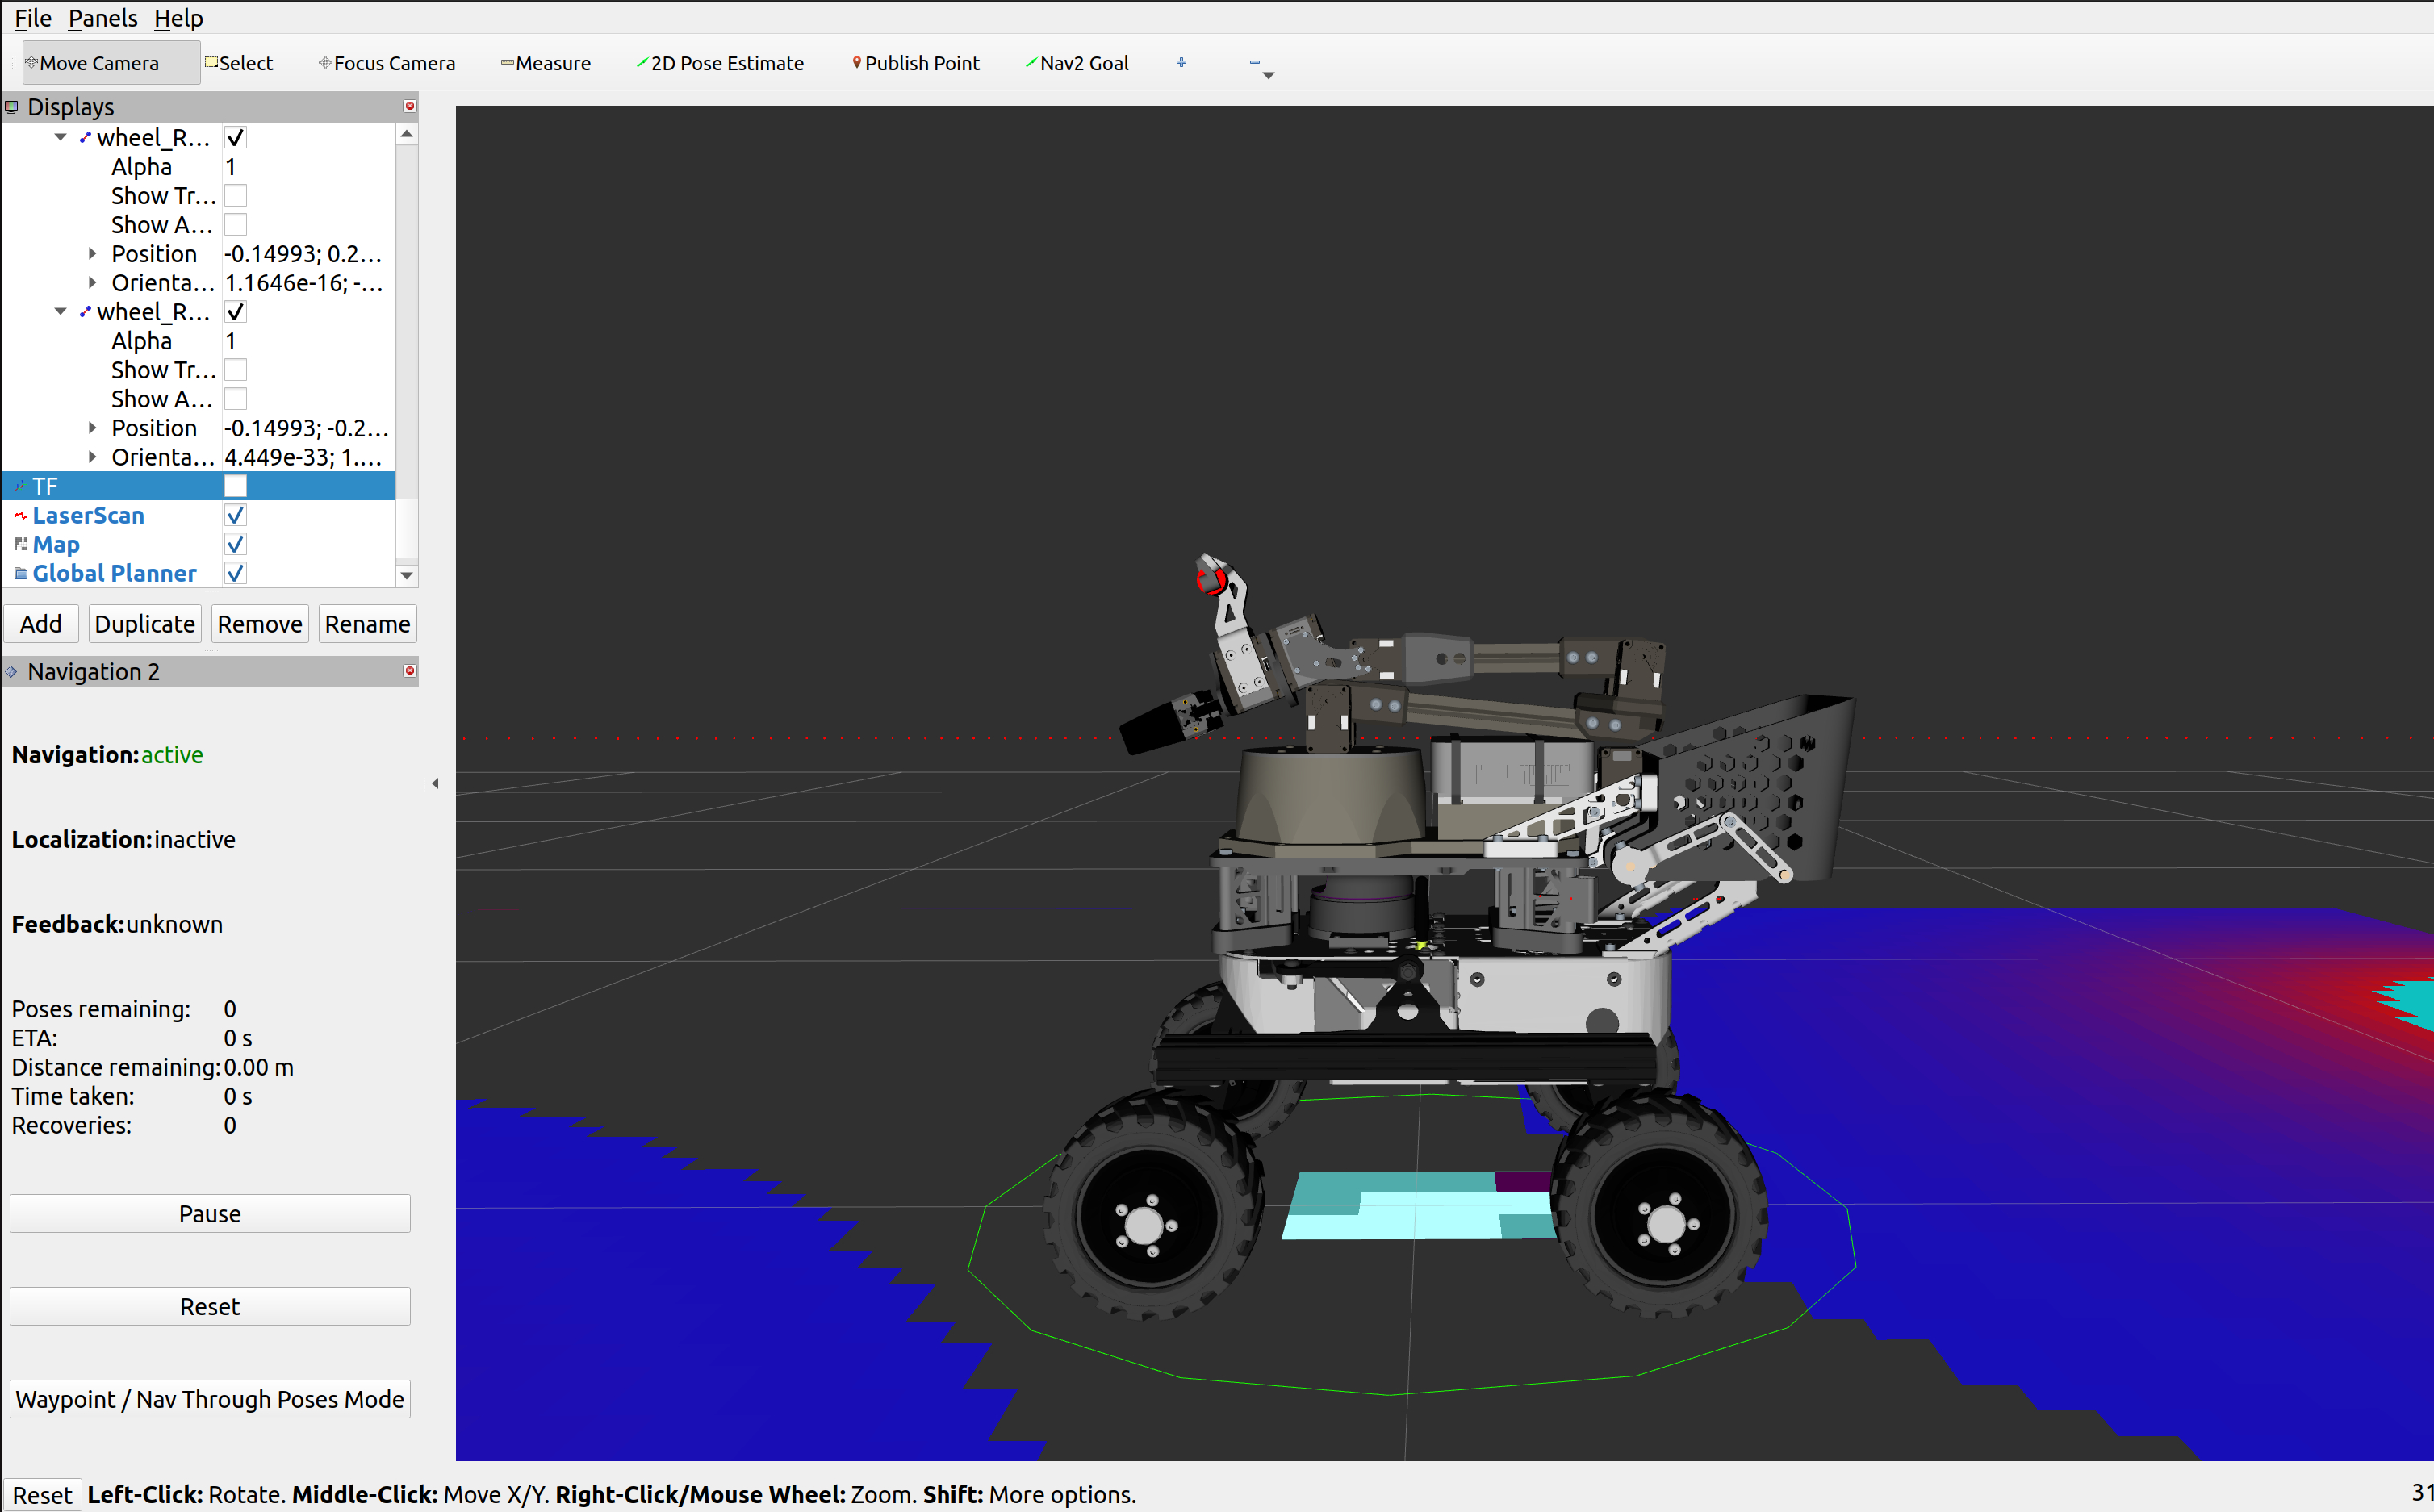 File Panels Help
Move Camera Select Focus Camera Measure 2D Pose Estimate Publish Point Nav2 Goal
Displays
wheel_R...
Alpha 1
Show Tr...
Show A...
Position -0.14993; 0.2...
Orienta... 1.1646e-16; -...
wheel_R...
Alpha 1
Show Tr...
Show A...
Position -0.14993; -0.2...
Orienta... 4.449e-33; 1....
TF
LaserScan
Map
Global Planner
Add Duplicate Remove Rename
Navigation 2
Navigation: active
Localization: inactive
Feedback: unknown
Poses remaining: 0
ETA: 0 s
Distance remaining: 0.00 m
Time taken: 0 s
Recoveries: 0
Pause
Reset
Waypoint / Nav Through Poses Mode
Reset Left-Click: Rotate. Middle-Click: Move X/Y. Right-Click/Mouse Wheel: Zoom. Shift: More options.